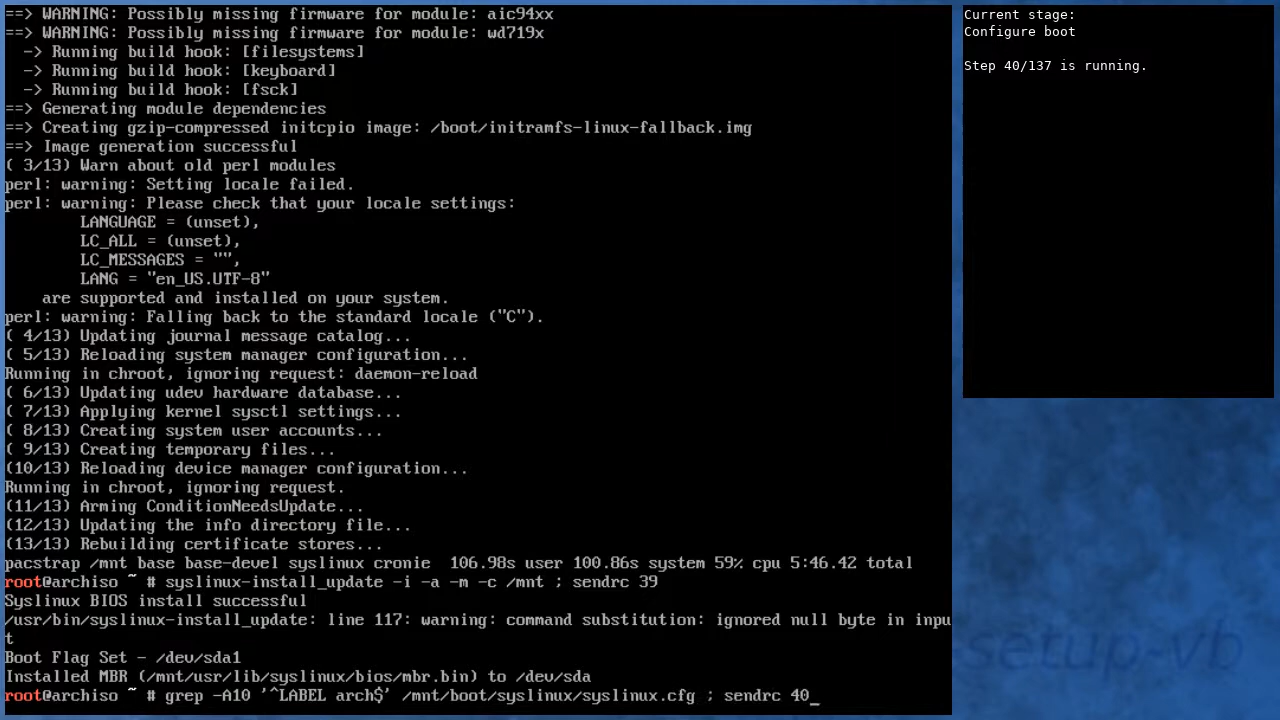 ==> WARNING: Possibly missing firmware for module: aic94xx
==> WARNING: Possibly missing firmware for module: wd719x
  -> Running build hook: [filesystems]
  -> Running build hook: [keyboard]
  -> Running build hook: [fsck]
==> Generating module dependencies
==> Creating gzip-compressed initcpio image: /boot/initramfs-linux-fallback.img
==> Image generation successful
( 3/13) Warn about old perl modules
perl: warning: Setting locale failed.
perl: warning: Please check that your locale settings:
        LANGUAGE = (unset),
        LC_ALL = (unset),
        LC_MESSAGES = "",
        LANG = "en_US.UTF-8"
    are supported and installed on your system.
perl: warning: Falling back to the standard locale ("C").
( 4/13) Updating journal message catalog...
( 5/13) Reloading system manager configuration...
Running in chroot, ignoring request: daemon-reload
( 6/13) Updating udev hardware database...
( 7/13) Applying kernel sysctl settings...
( 8/13) Creating system user accounts...
( 9/13) Creating temporary files...
(10/13) Reloading device manager configuration...
Running in chroot, ignoring request.
(11/13) Arming ConditionNeedsUpdate...
(12/13) Updating the info directory file...
(13/13) Rebuilding certificate stores...
pacstrap /mnt base base-devel syslinux cronie  106.98s user 100.86s system 59% cpu 5:46.42 total
root@archiso ~ # syslinux-install_update -i -a -m -c /mnt ; sendrc 39
Syslinux BIOS install successful
/usr/bin/syslinux-install_update: line 117: warning: command substitution: ignored null byte in inpu
t
Boot Flag Set - /dev/sda1
Installed MBR (/mnt/usr/lib/syslinux/bios/mbr.bin) to /dev/sda
root@archiso ~ # grep -A10 '^LABEL arch$' /mnt/boot/syslinux/syslinux.cfg ; sendrc 40_
Current stage:
Configure boot
Step 40/137 is running.
-setup-vb